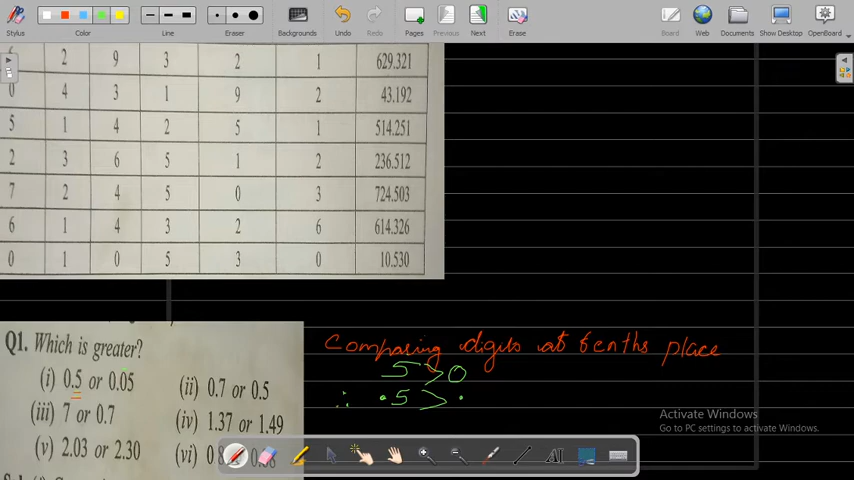 Stylus Color Line Eraser Backgrounds Undo Redo Pages Previous Next Erase Board Web Documents Show Desktop OpenBoard
2 9 3 2 1 629.321
0 4 3 1 9 2 43.192
5 1 4 2 5 1 514.251
2 3 6 5 1 2 236.512
7 2 4 5 0 3 724.503
6 1 4 3 2 6 614.326
0 1 0 5 3 0 10.530
Q1. Which is greater?
(i) 0.5 or 0.05
(ii) 0.7 or 0.5
(iii) 7 or 0.7
(iv) 1.37 or 1.49
(v) 2.03 or 2.30
(vi)
Comparing digits at tenths place
5 > 0
∴ .5 > .
Activate Windows
Go to PC settings to activate Windows.
AI